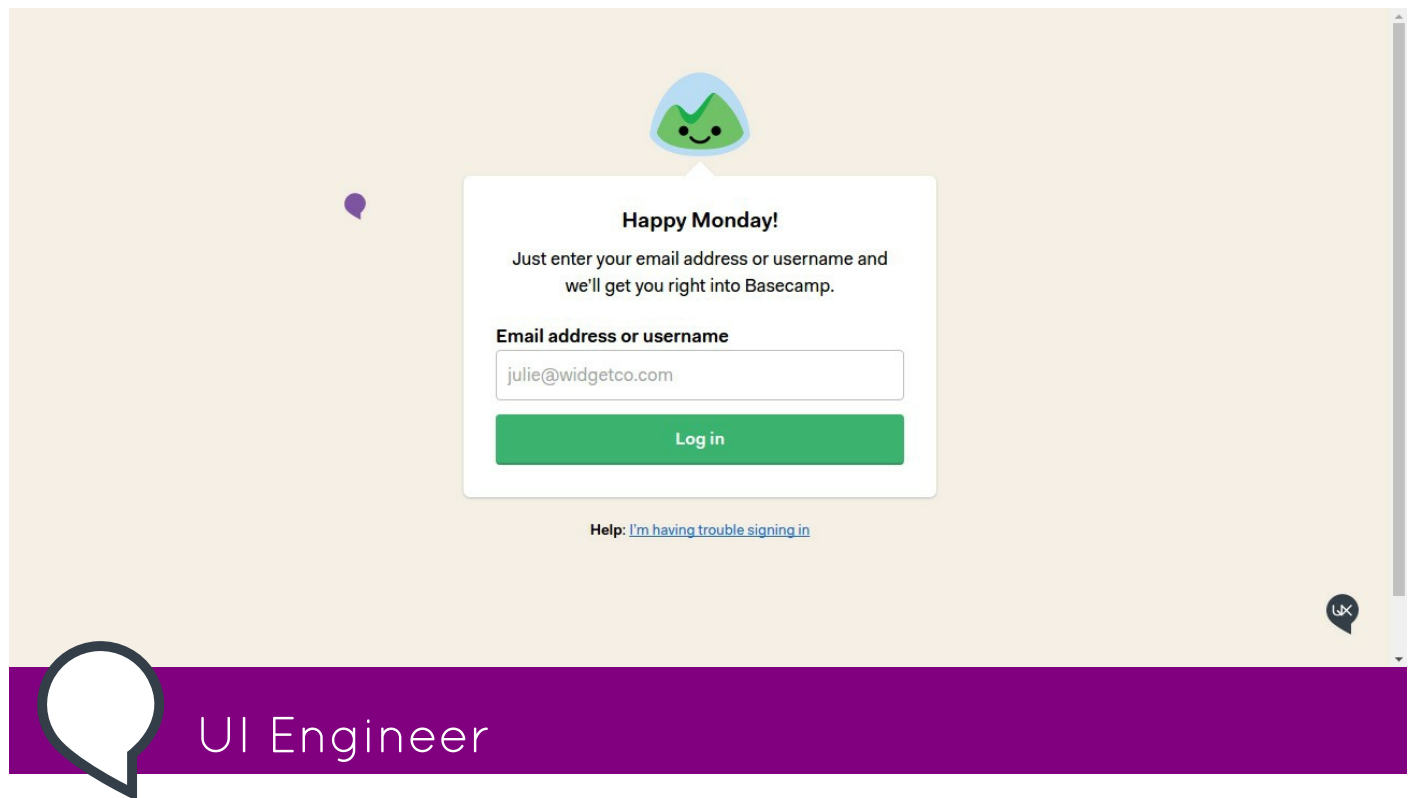 Happy Monday!
Just enter your email address or username and
we'll get you right into Basecamp.
Email address or username
julie@widgetco.com
Log in
Help: I'm having trouble signing in
UX
UI Engineer